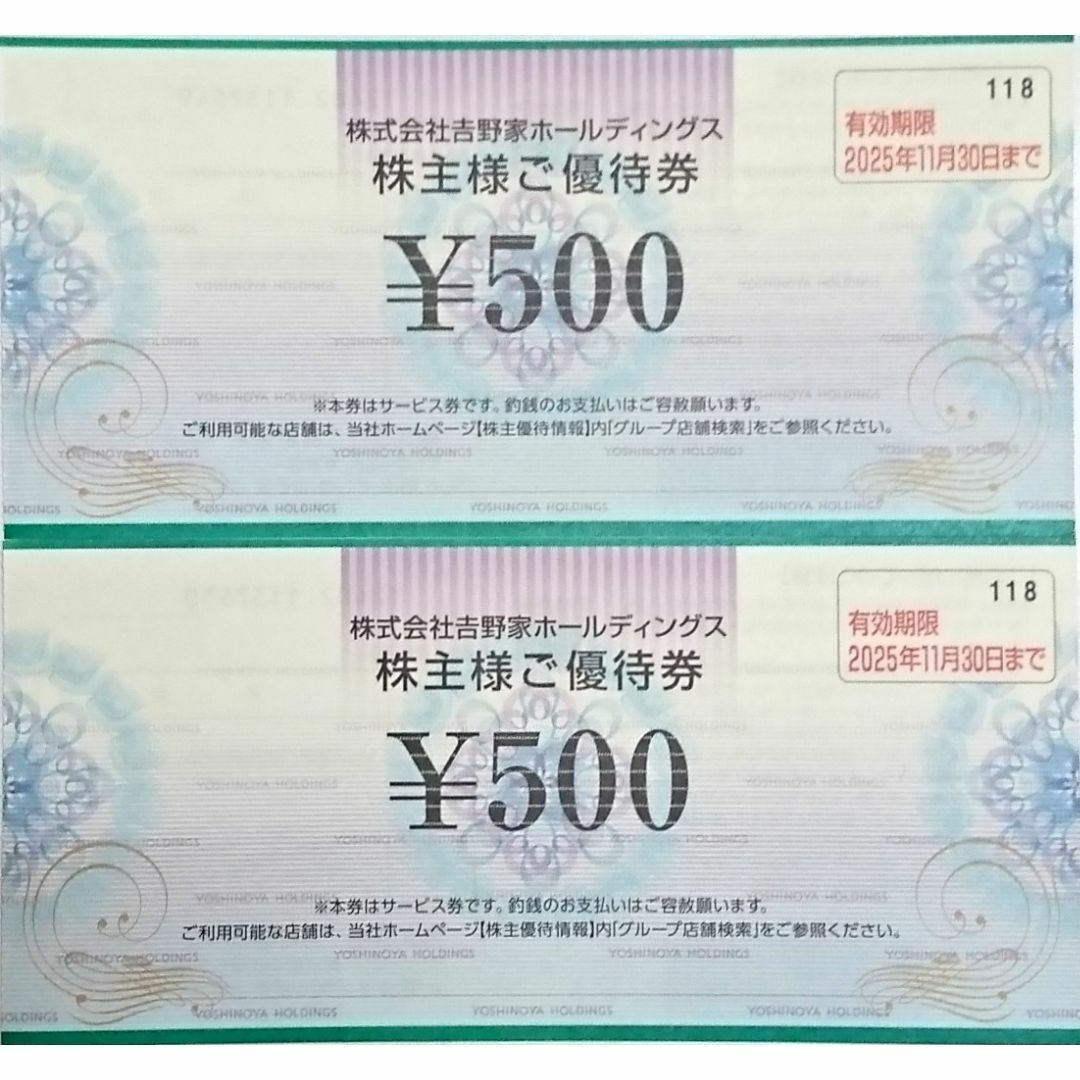 118
有効期限
2025年11月30日まで
株式会社吉野家ホールディングス
株主様ご優待券
¥500
※本券はサービス券です。釣銭のお支払いはご容赦願います。
ご利用可能な店舗は、当社ホームページ【株主優待情報】内「グループ店舗検索」をご参照ください。
YOSHINOYA HOLDINGS
118
有効期限
2025年11月30日まで
株式会社吉野家ホールディングス
株主様ご優待券
¥500
※本券はサービス券です。釣銭のお支払いはご容赦願います。
ご利用可能な店舗は、当社ホームページ【株主優待情報】内「グループ店舗検索」をご参照ください。
YOSHINOYA HOLDINGS